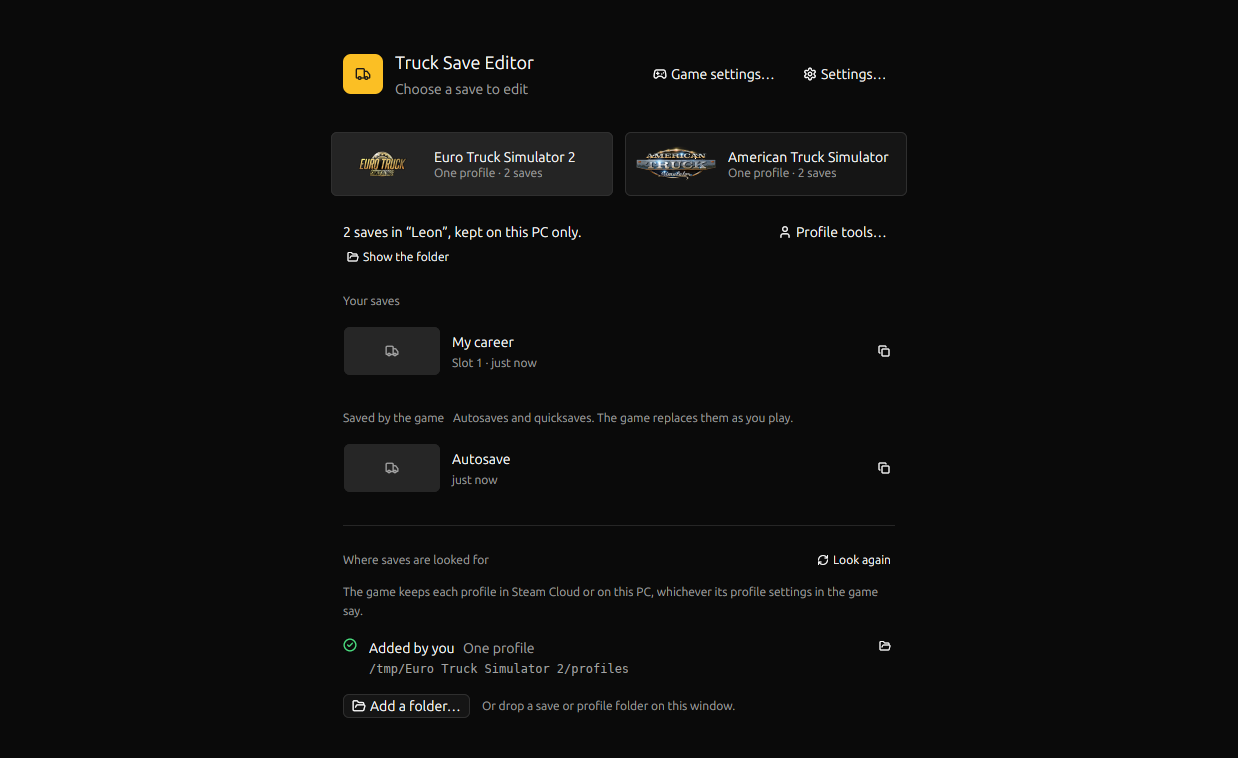 Truck Save Editor
Choose a save to edit
Game settings…
Settings…
EURO TRUCK
Euro Truck Simulator 2
One profile · 2 saves
AMERICAN
TRUCK
Simulator
American Truck Simulator
One profile · 2 saves
2 saves in “Leon”, kept on this PC only.
Profile tools…
Show the folder
Your saves
My career
Slot 1 · just now
Saved by the game Autosaves and quicksaves. The game replaces them as you play.
Autosave
just now
Where saves are looked for
Look again
The game keeps each profile in Steam Cloud or on this PC, whichever its profile settings in the game
say.
Added by you One profile
/tmp/Euro Truck Simulator 2/profiles
Add a folder…
Or drop a save or profile folder on this window.